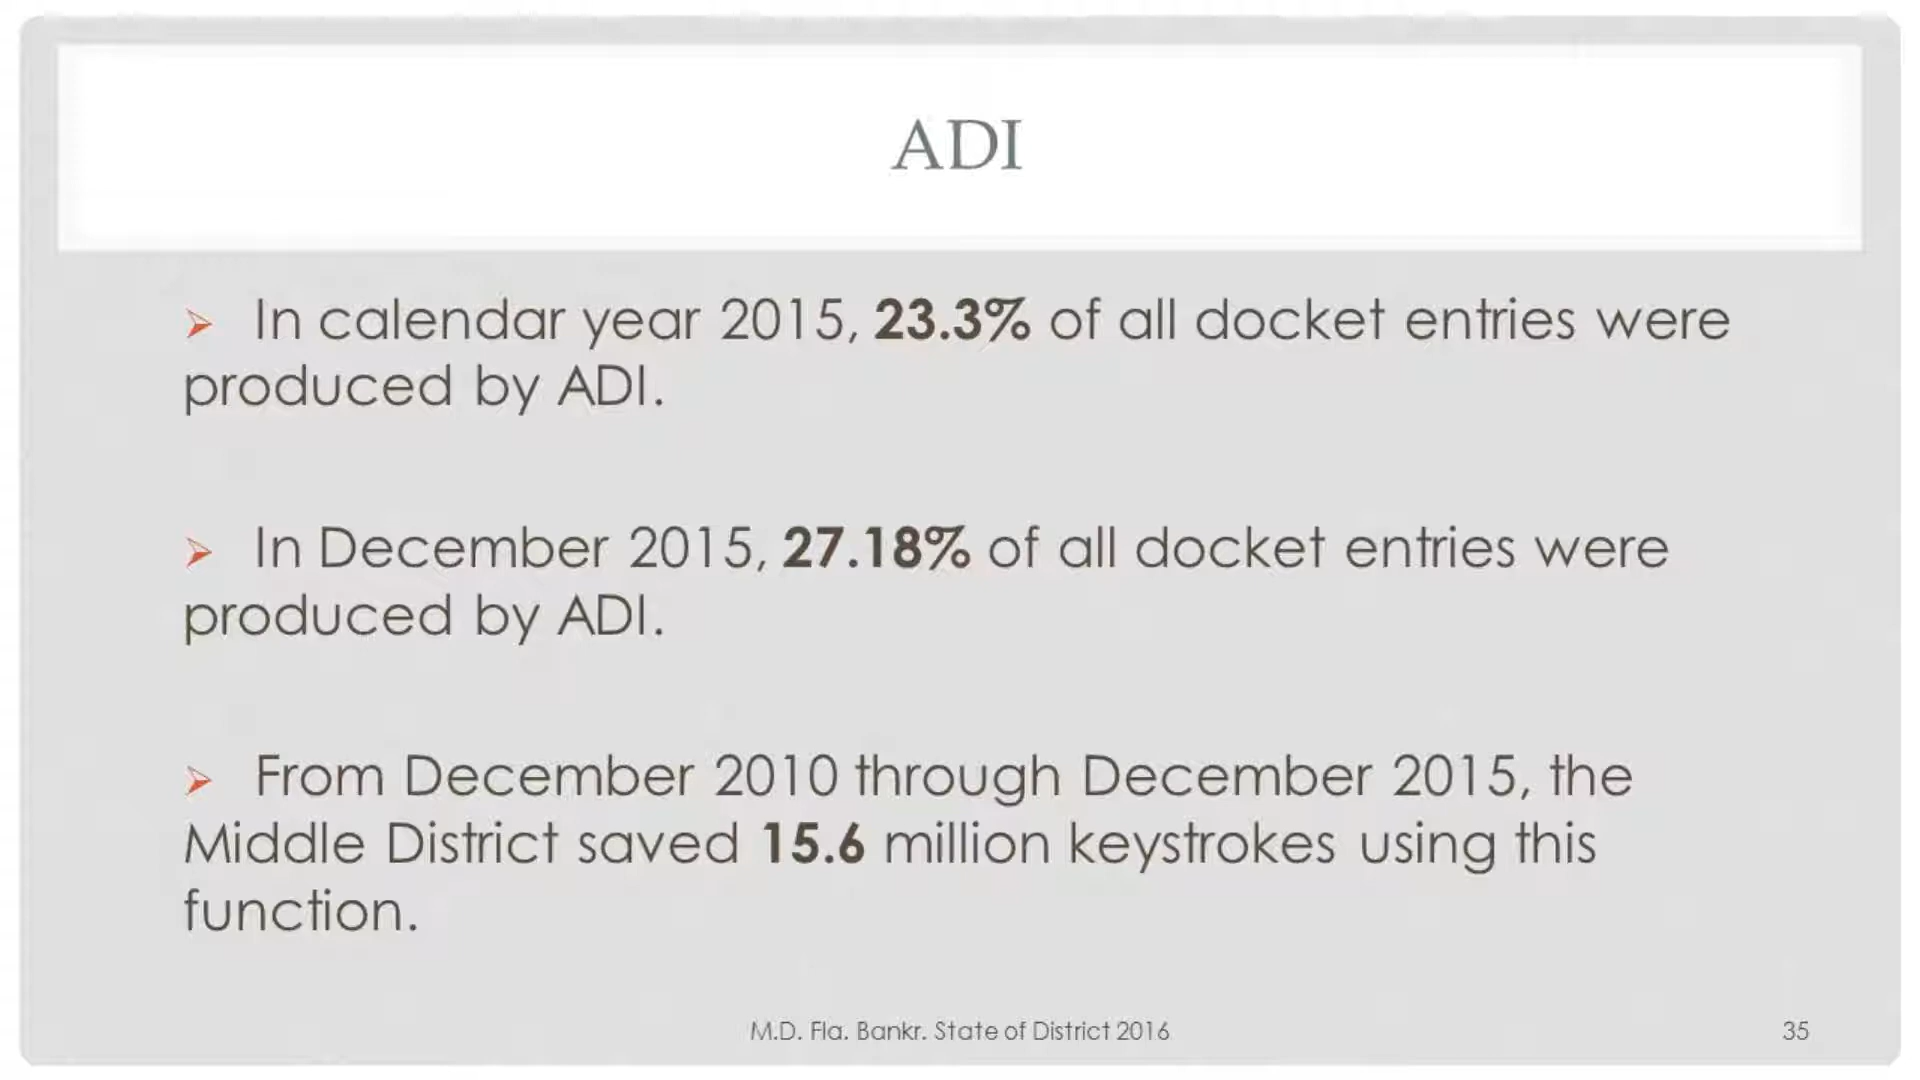 ADI
➢ In calendar year 2015, 23.3% of all docket entries were
produced by ADI.
➢ In December 2015, 27.18% of all docket entries were
produced by ADI.
➢ From December 2010 through December 2015, the
Middle District saved 15.6 million keystrokes using this
function.
M.D. Fla. Bankr. State of District 2016
35